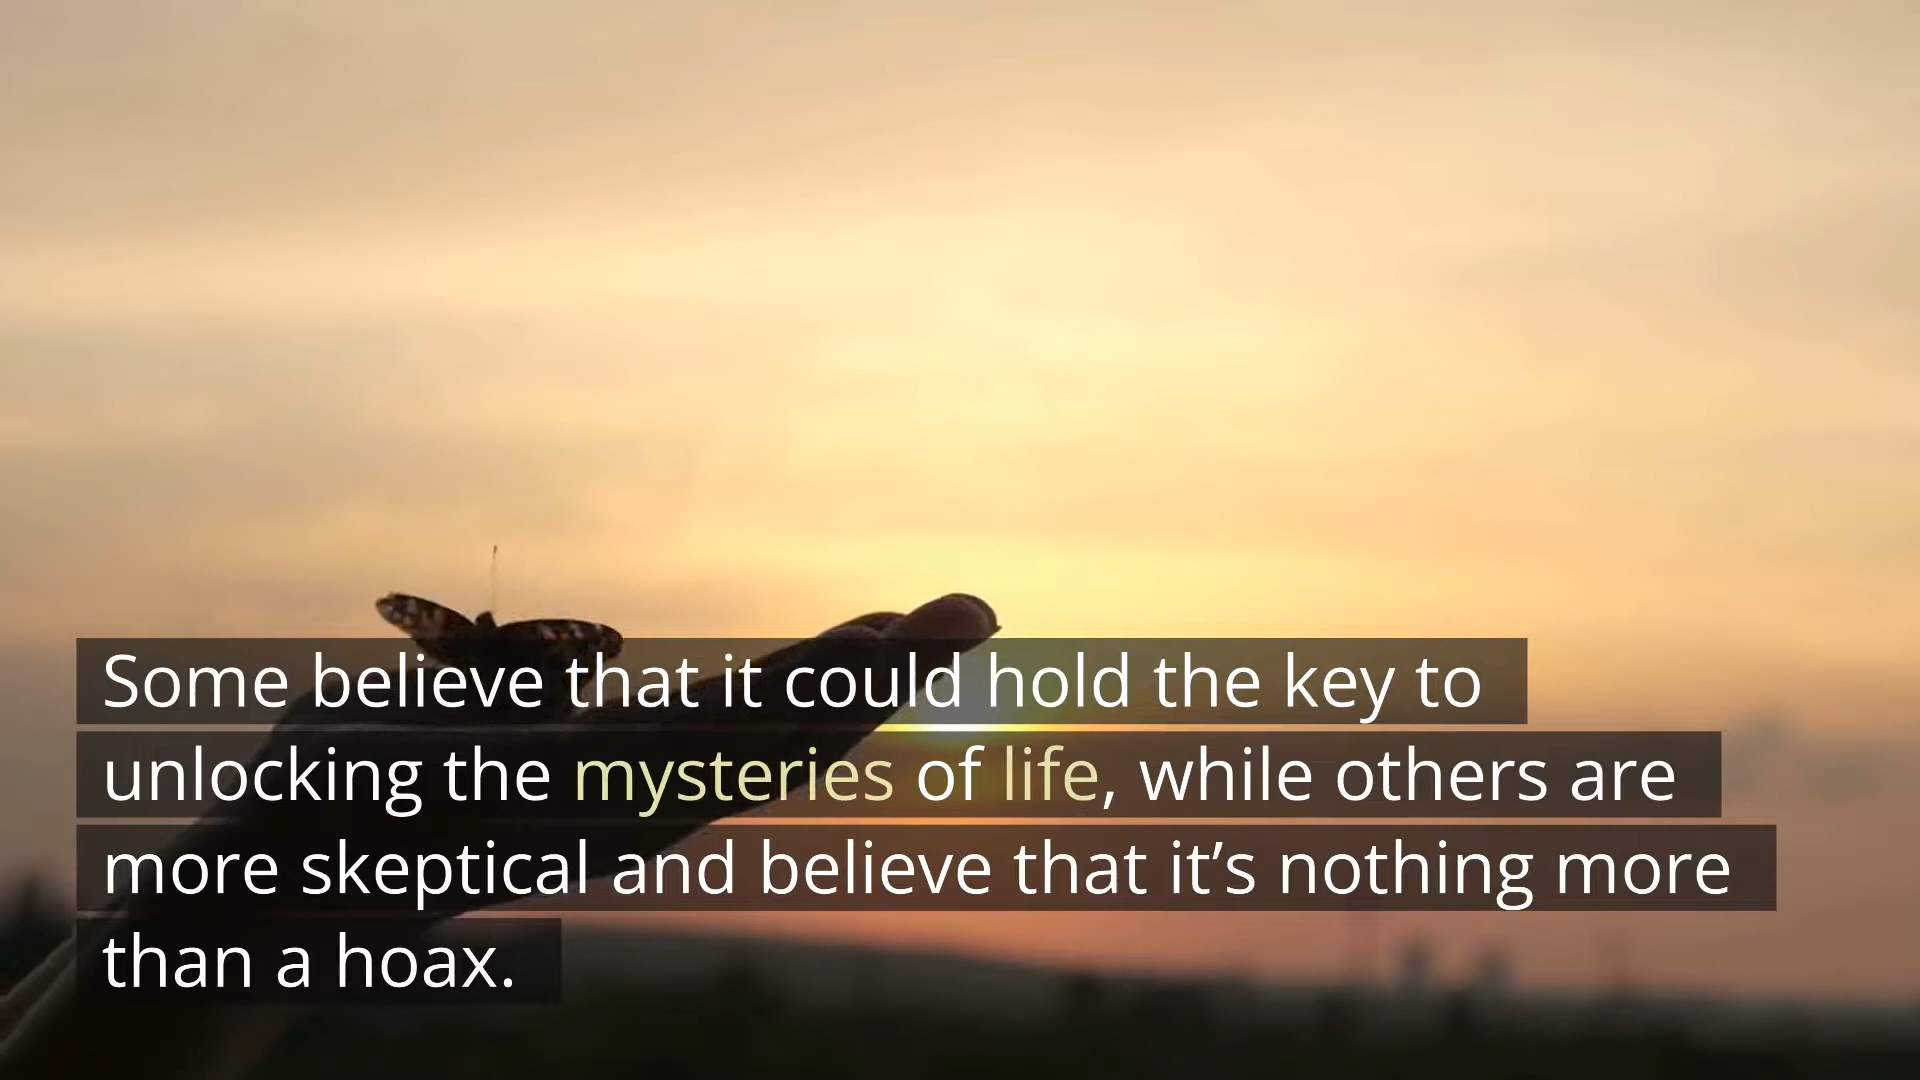 Some believe that it could hold the key to
unlocking the mysteries of life, while others are
more skeptical and believe that it’s nothing more
than a hoax.